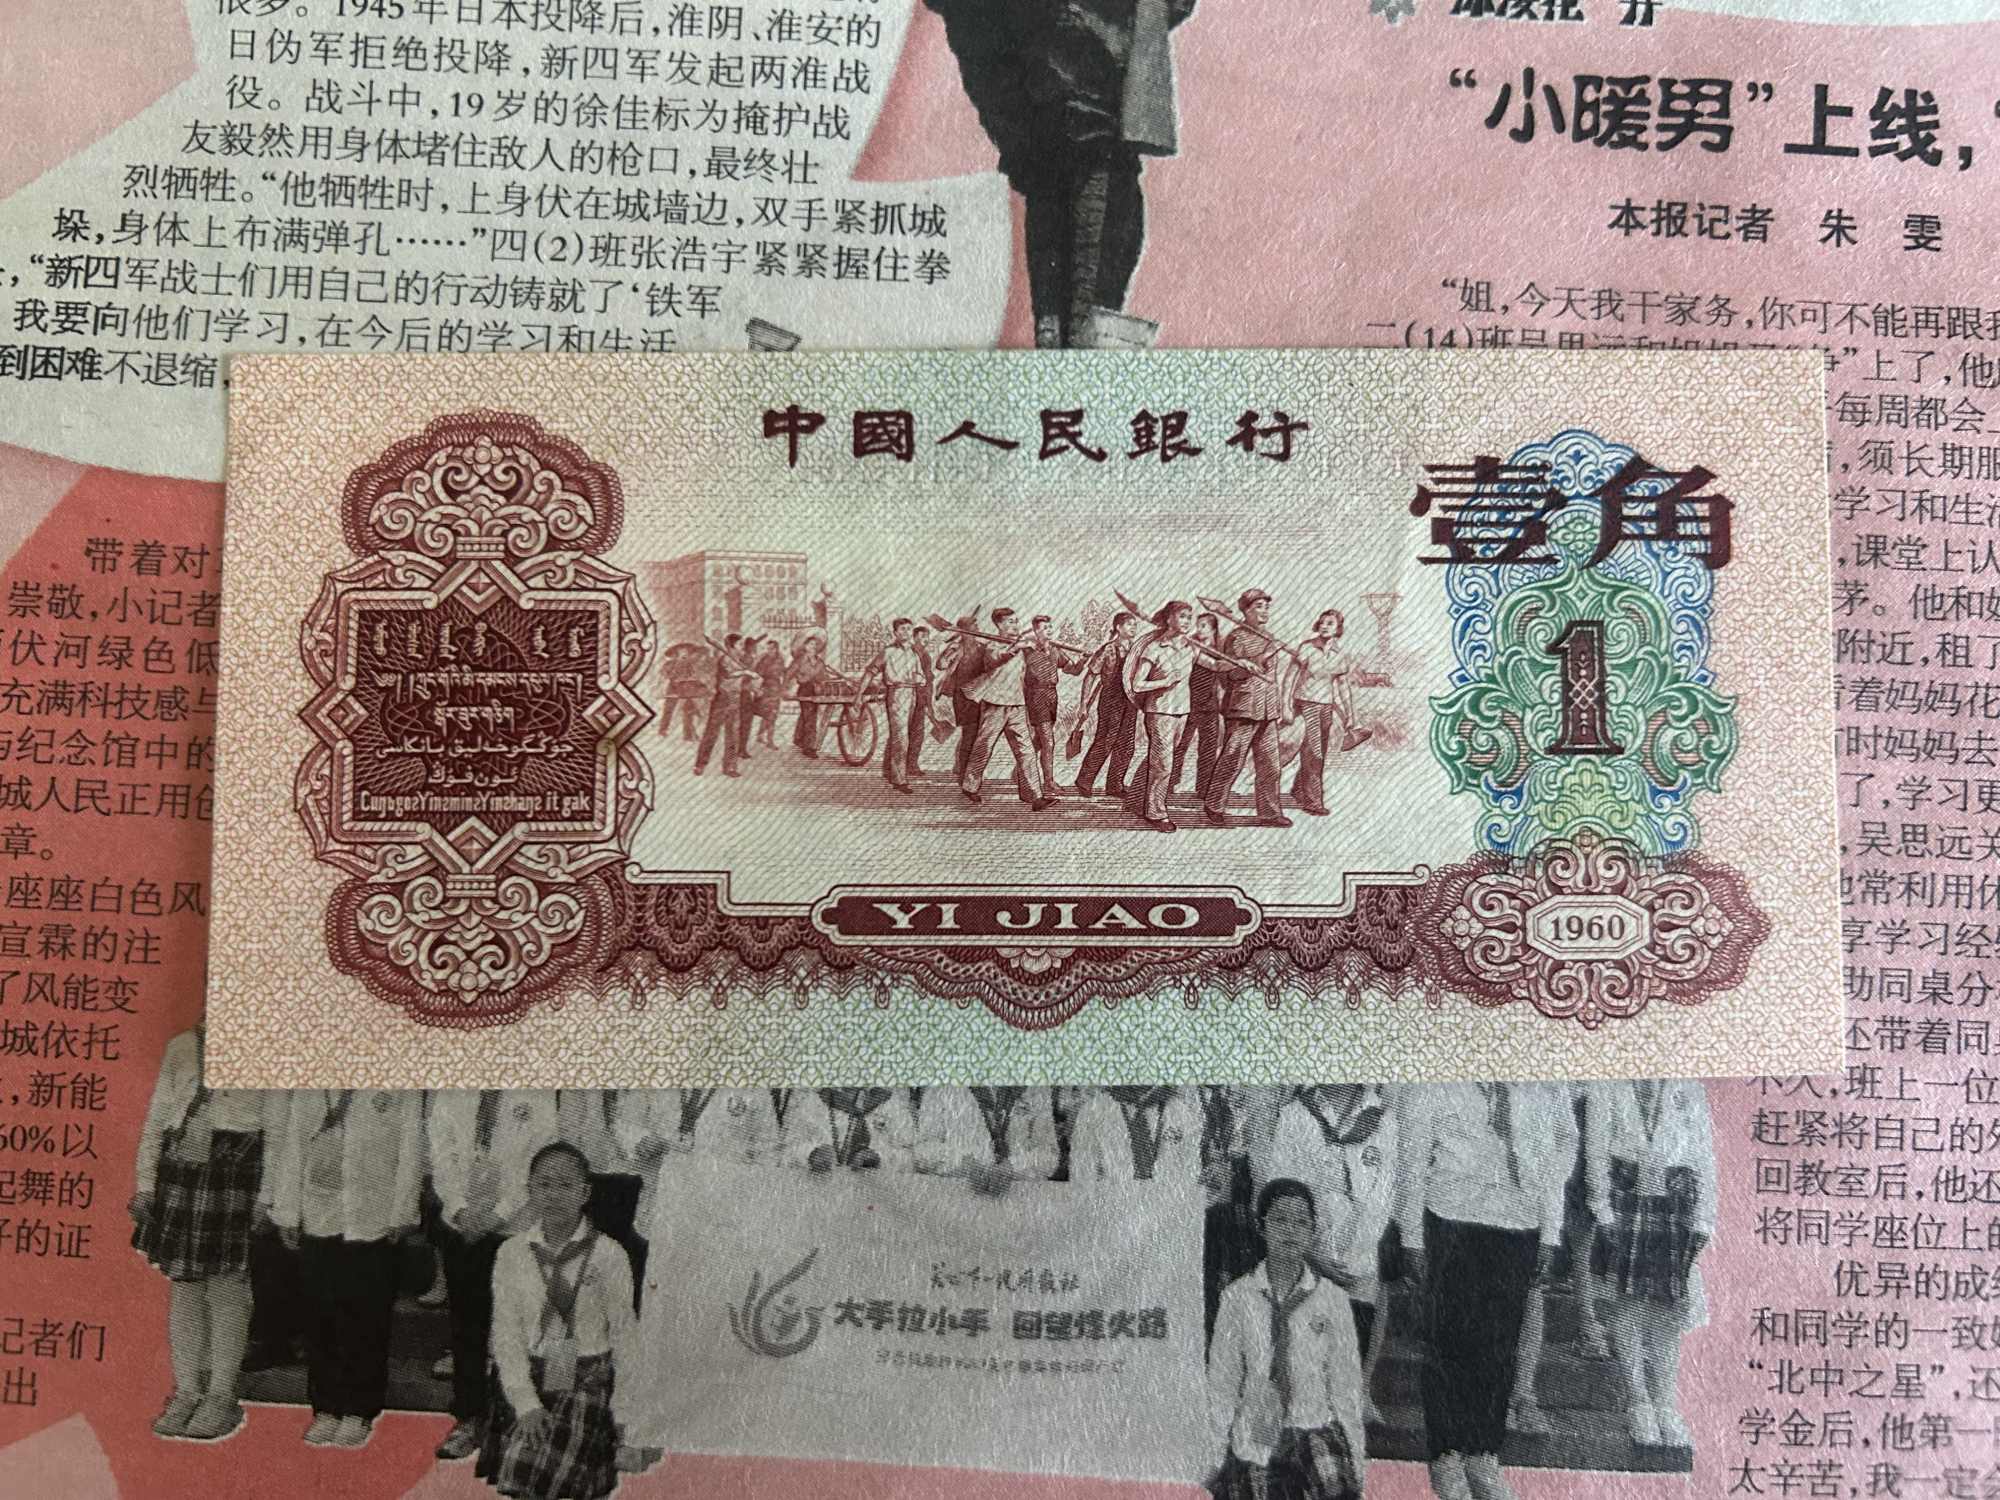 很多。1945年日本投降后，淮阴、淮安的
日伪军拒绝投降，新四军发起两淮战
役。战斗中，19岁的徐佳标为掩护战
友毅然用身体堵住敌人的枪口，最终壮
烈牺牲。“他牺牲时，上身伏在城墙边，双手紧抓城
垛，身体上布满弹孔……”四(2)班张浩宇紧紧握住拳
，“新四军战士们用自己的行动铸就了‘铁军
我要向他们学习，在今后的学习和生活
到困难不退缩，
“小暖男”上线，
本报记者 朱 雯
“姐，今天我干家务，你可不能再跟我
”上了，他
每周都会
，须长期服
学习和生活
，课堂上认
茅。他和
附近，租了
着妈妈花
时妈妈去
了，学习更
，吴思远关
常利用休
享学习经
助同桌分
还带着同
不久，班上一位
赶紧将自己的
回教室后，他还
将同学座位上的
优异的成
和同学的一致
“北中之星”，还
学金后，他第一
太辛苦，我一定
带着对
崇敬，小记者
伏河绿色低
充满科技感与
与纪念馆中的
城人民正用
章。
座座白色风
宣霖的注
了风能变
城依托
，新能
60%以
起舞的
好的证
记者们
出
中國人民銀行
壹角
1
YI JIAO
1960
CuŋƣgozYinzminzYinzhaŋz it gak
大手拉小手 回望烽火路